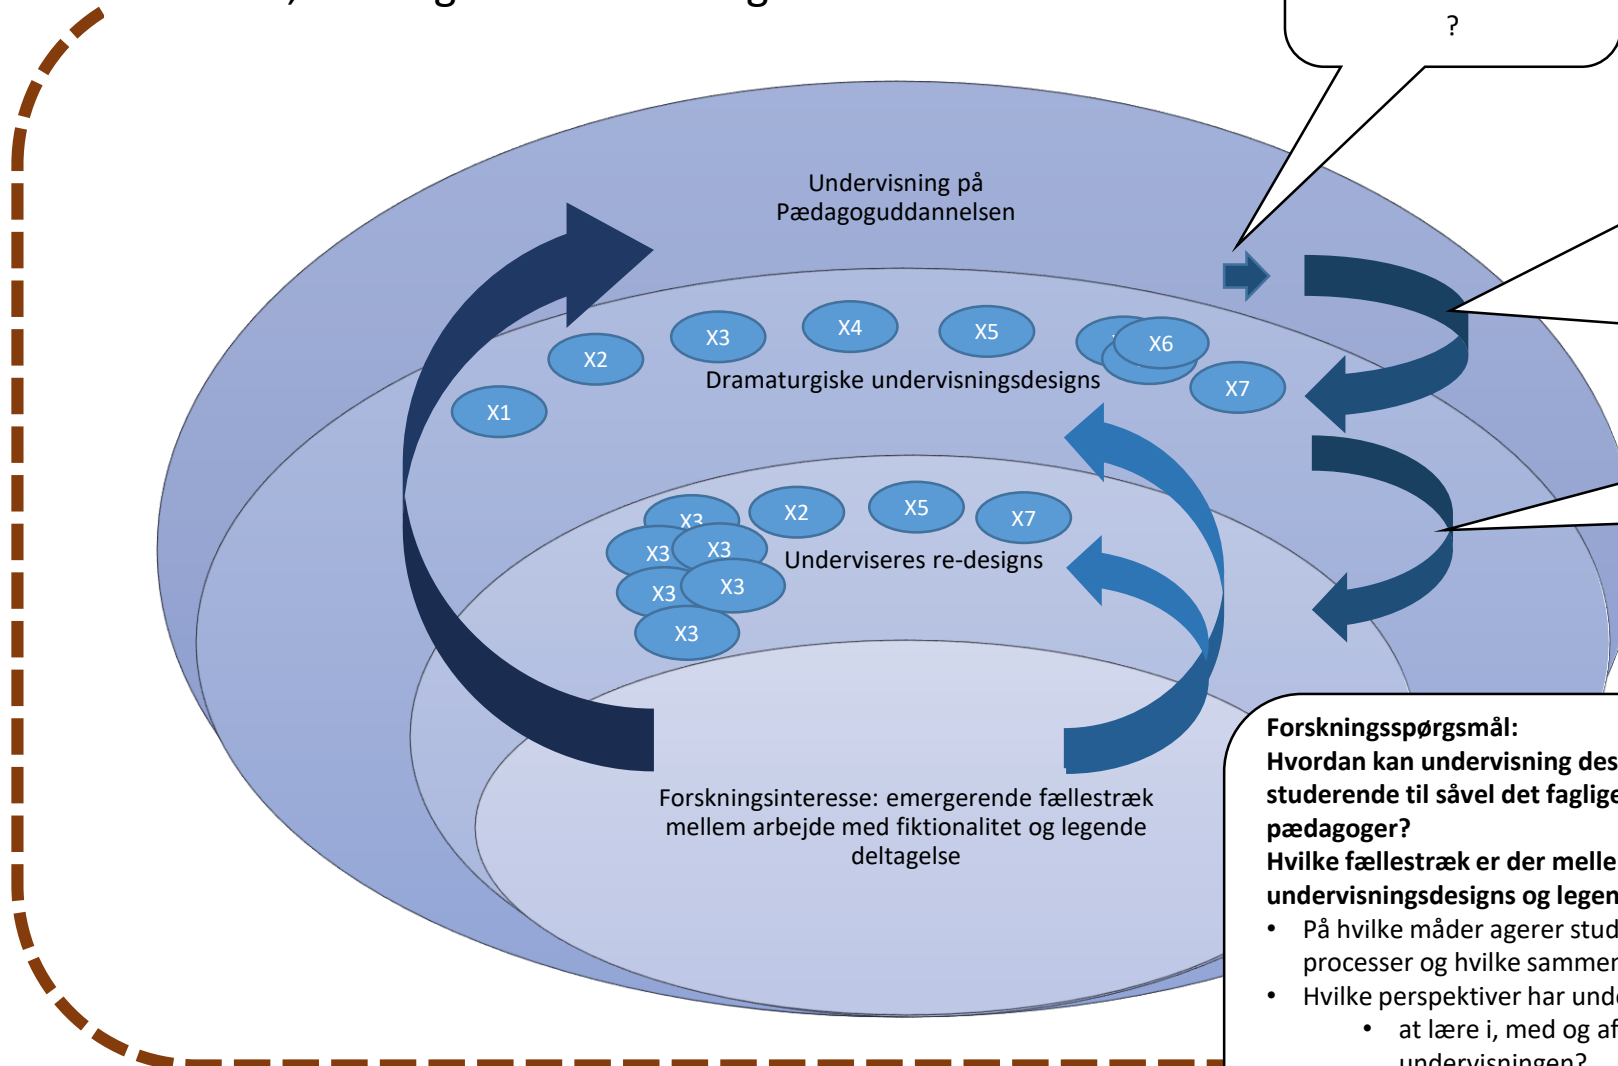 ?
Undervisning på
Pædagoguddannelsen
X1
X2
X3
X4
X5
X6
X7
Dramaturgiske undervisningsdesigns
X3
X2
X5
X7
X3
X3
Underviseres re-designs
X3
X3
X3
Forskningsinteresse: emergerende fællestræk
mellem arbejde med fiktionalitet og legende
deltagelse
Forskningsspørgsmål:
Hvordan kan undervisning des
studerende til såvel det faglige
pædagoger?
Hvilke fællestræk er der melle
undervisningsdesigns og legen
• På hvilke måder agerer stud
processer og hvilke sammer
• Hvilke perspektiver har unde
• at lære i, med og af
undervisningen?